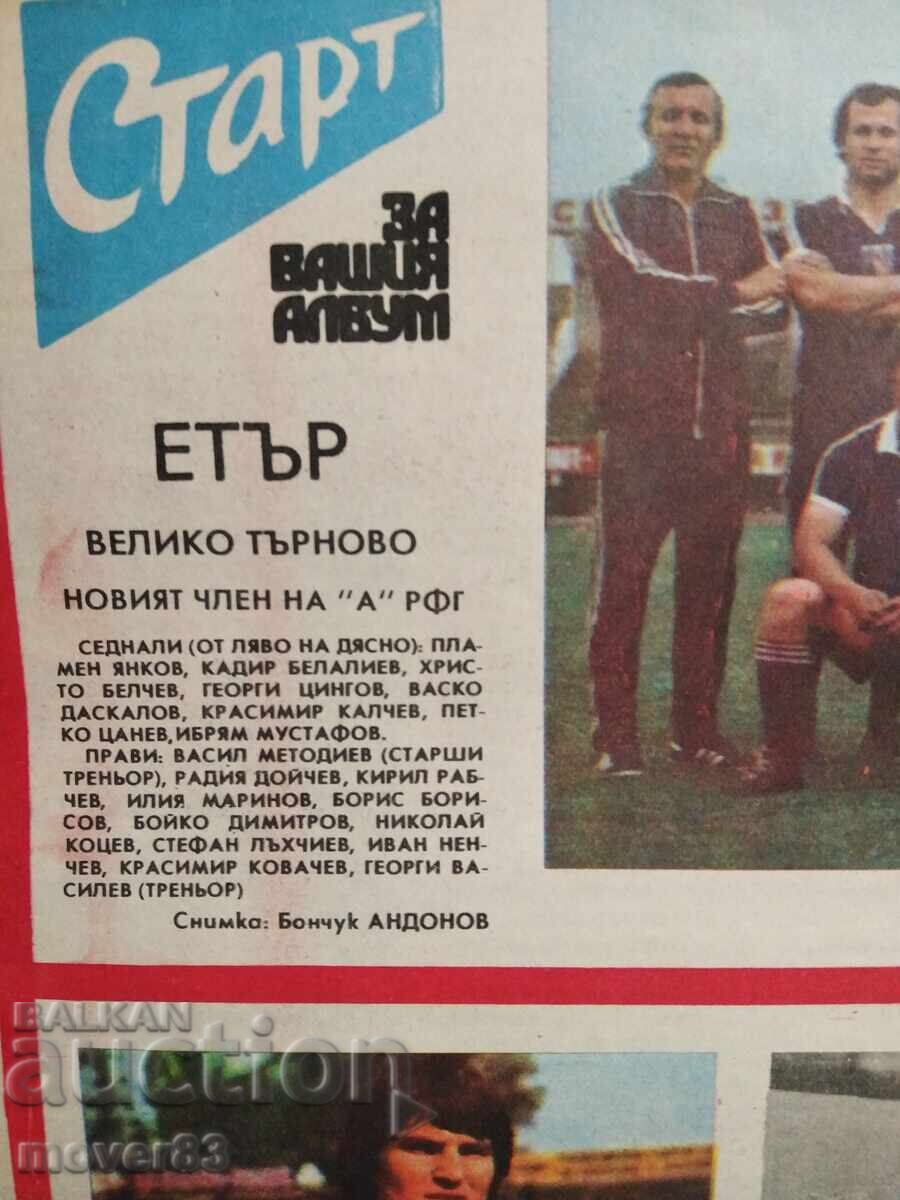 Старт
ЗА
ВАШИЯ
АЛБУМ
ЕТЪР
ВЕЛИКО ТЪРНОВО
НОВИЯТ ЧЛЕН НА "А" РФГ
СЕДНАЛИ (ОТ ЛЯВО НА ДЯСНО): ПЛА-
МЕН ЯНКОВ, КАДИР БЕЛАЛИЕВ, ХРИС-
ТО БЕЛЧЕВ, ГЕОРГИ ЦИНГОВ, ВАСКО
ДАСКАЛОВ, КРАСИМИР КАЛЧЕВ, ПЕТ-
КО ЦАНЕВ,ИБРЯМ МУСТАФОВ.
ПРАВИ: ВАСИЛ МЕТОДИЕВ (СТАРШИ
ТРЕНЬОР), РАДИЯ ДОЙЧЕВ, КИРИЛ РАБ-
ЧЕВ, ИЛИЯ МАРИНОВ, БОРИС БОРИ-
СОВ, БОЙКО ДИМИТРОВ, НИКОЛАЙ
КОЦЕВ, СТЕФАН ЛЪХЧИЕВ, ИВАН НЕН-
ЧЕВ, КРАСИМИР КОВАЧЕВ, ГЕОРГИ ВА-
СИЛЕВ (ТРЕНЬОР)
Снимка: Бончук АНДОНОВ
BALKAN
auction
mover83